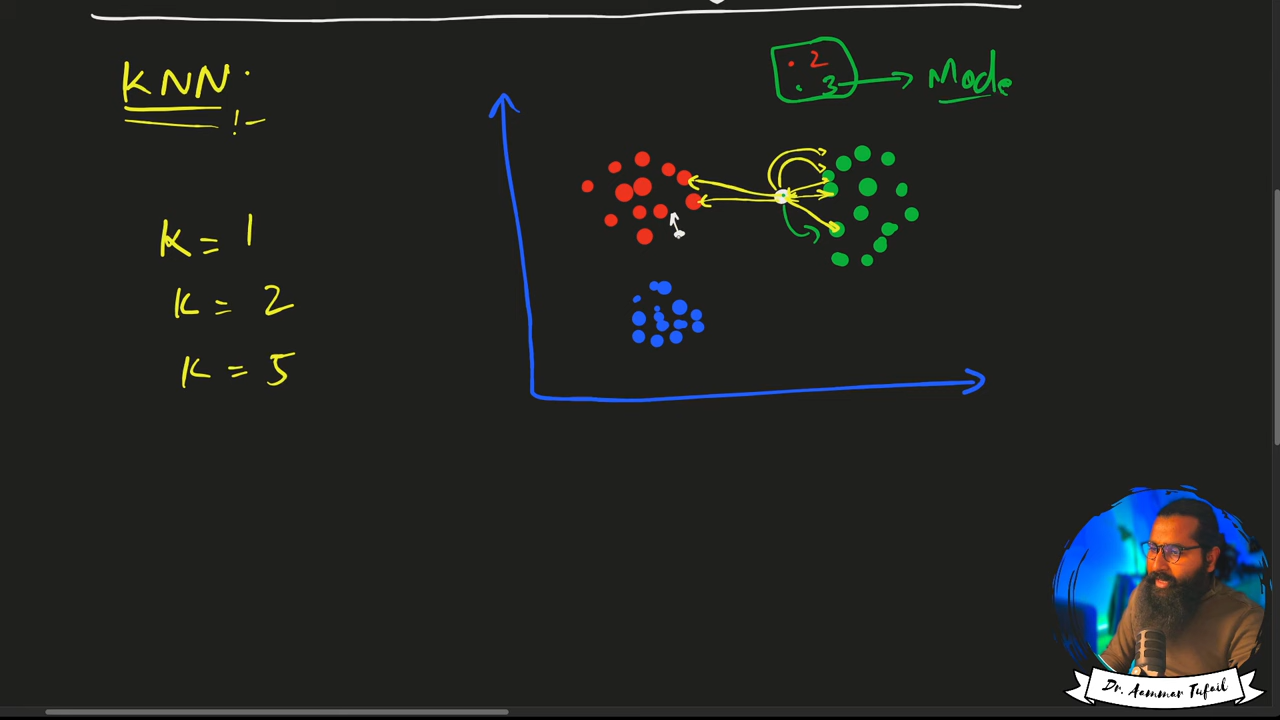 KNN :-
K = 1
K = 2
K = 5
. 2
. 3 → Mode
Dr. Aammar Tufail